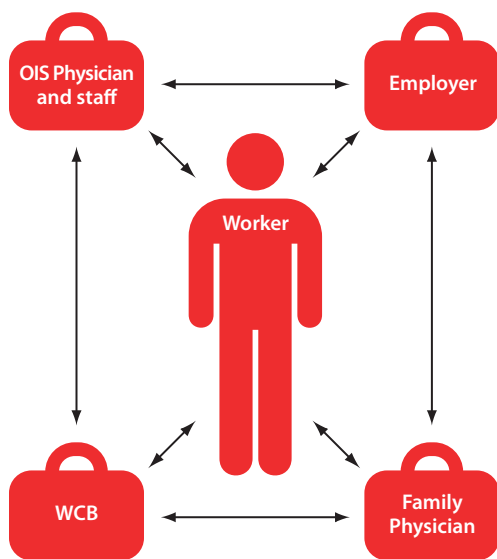 OIS Physician
and staff
Employer
Worker
WCB
Family
Physician